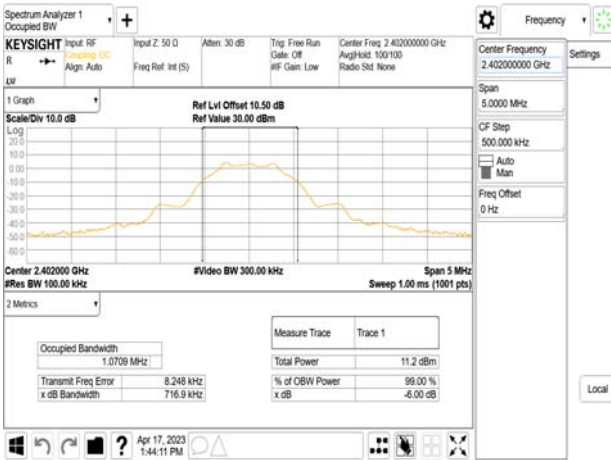 Spectrum Analyzer 1
Occupied BW
+
Frequency
KEYSIGHT
R
Input: RF
Coupling: DC
Align: Auto
Input Z: 50 Ω
Freq Ref: Int (S)
Atten: 30 dB
Trig: Free Run
Gate: Off
#IF Gain: Low
Center Freq: 2.402000000 GHz
Avg|Hold: 100/100
Radio Std: None
Center Frequency
2.402000000 GHz
Settings
Span
5.0000 MHz
CF Step
500.000 kHz
Auto
Man
Freq Offset
0 Hz
Local
1 Graph
Scale/Div 10.0 dB
Ref Lvl Offset 10.50 dB
Ref Value 30.00 dBm
Log
20.0
10.0
0.00
-10.0
-20.0
-30.0
-40.0
-50.0
-60.0
Center 2.402000 GHz
#Res BW 100.00 kHz
#Video BW 300.00 kHz
Span 5 MHz
Sweep 1.00 ms (1001 pts)
2 Metrics
Measure Trace
Trace 1
Occupied Bandwidth
1.0709 MHz
Total Power
11.2 dBm
Transmit Freq Error
8.248 kHz
% of OBW Power
99.00 %
x dB Bandwidth
716.9 kHz
x dB
-6.00 dB
?
Apr 17, 2023
1:44:11 PM